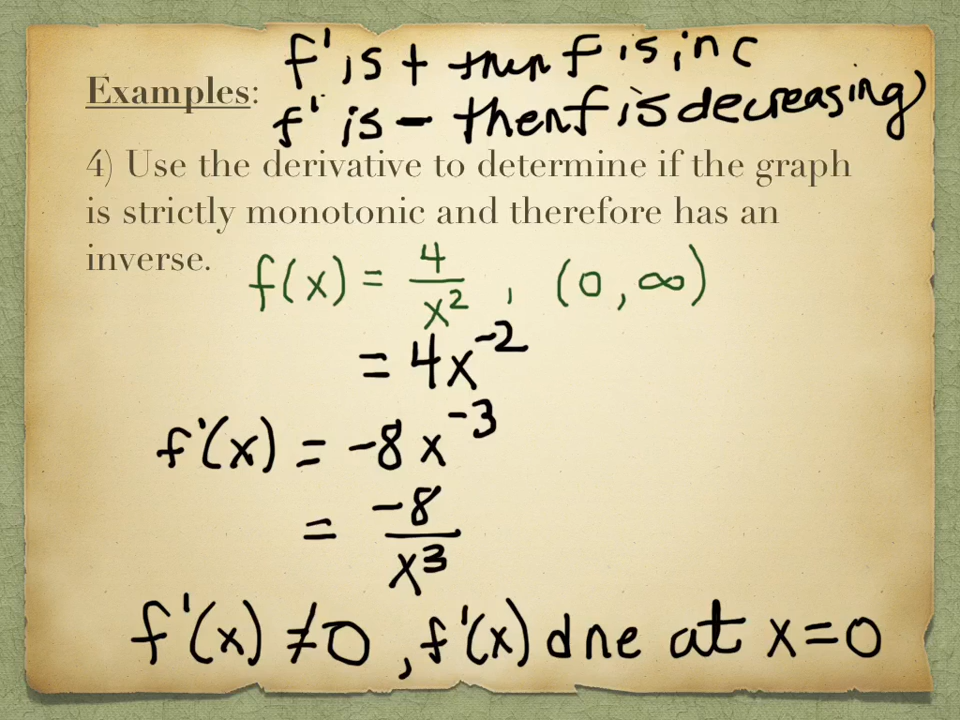 f' is + then f is inc
Examples:
f' is – then f is decreasing
4) Use the derivative to determine if the graph
is strictly monotonic and therefore has an
inverse.
f(x) = 4/x², (0, ∞)
= 4x⁻²
f'(x) = -8x⁻³
= -8/x³
f'(x) ≠ 0, f'(x) dne at x=0